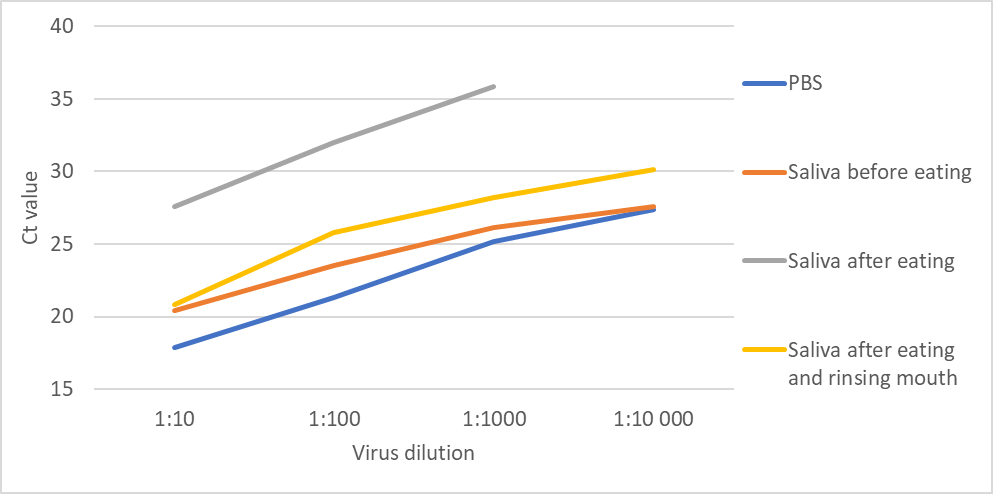 40
35
30
25
20
15
Ct value
1:10
1:100
1:1000
1:10 000
Virus dilution
PBS
Saliva before eating
Saliva after eating
Saliva after eating
and rinsing mouth